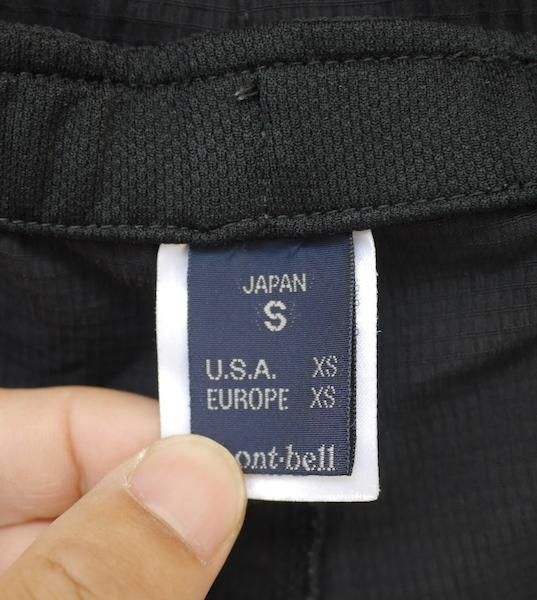 JAPAN
S
U.S.A. XS
EUROPE XS
ont·bell